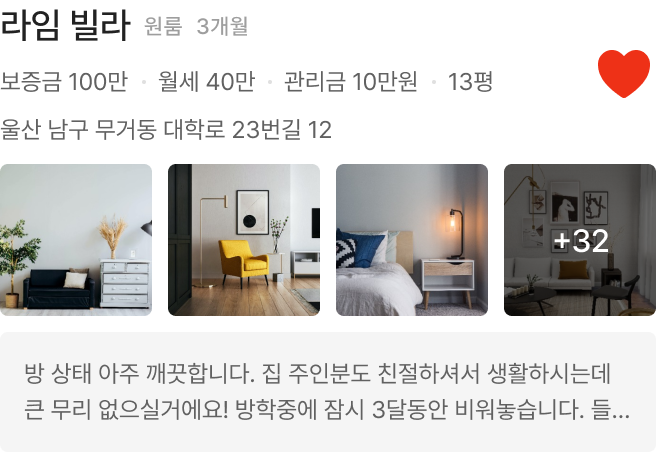 라임 빌라 원룸 3개월
보증금 100만 · 월세 40만 · 관리금 10만원 · 13평
울산 남구 무거동 대학로 23번길 12
+32
방 상태 아주 깨끗합니다. 집 주인분도 친절하셔서 생활하시는데
큰 무리 없으실거에요! 방학중에 잠시 3달동안 비워놓습니다. 들...